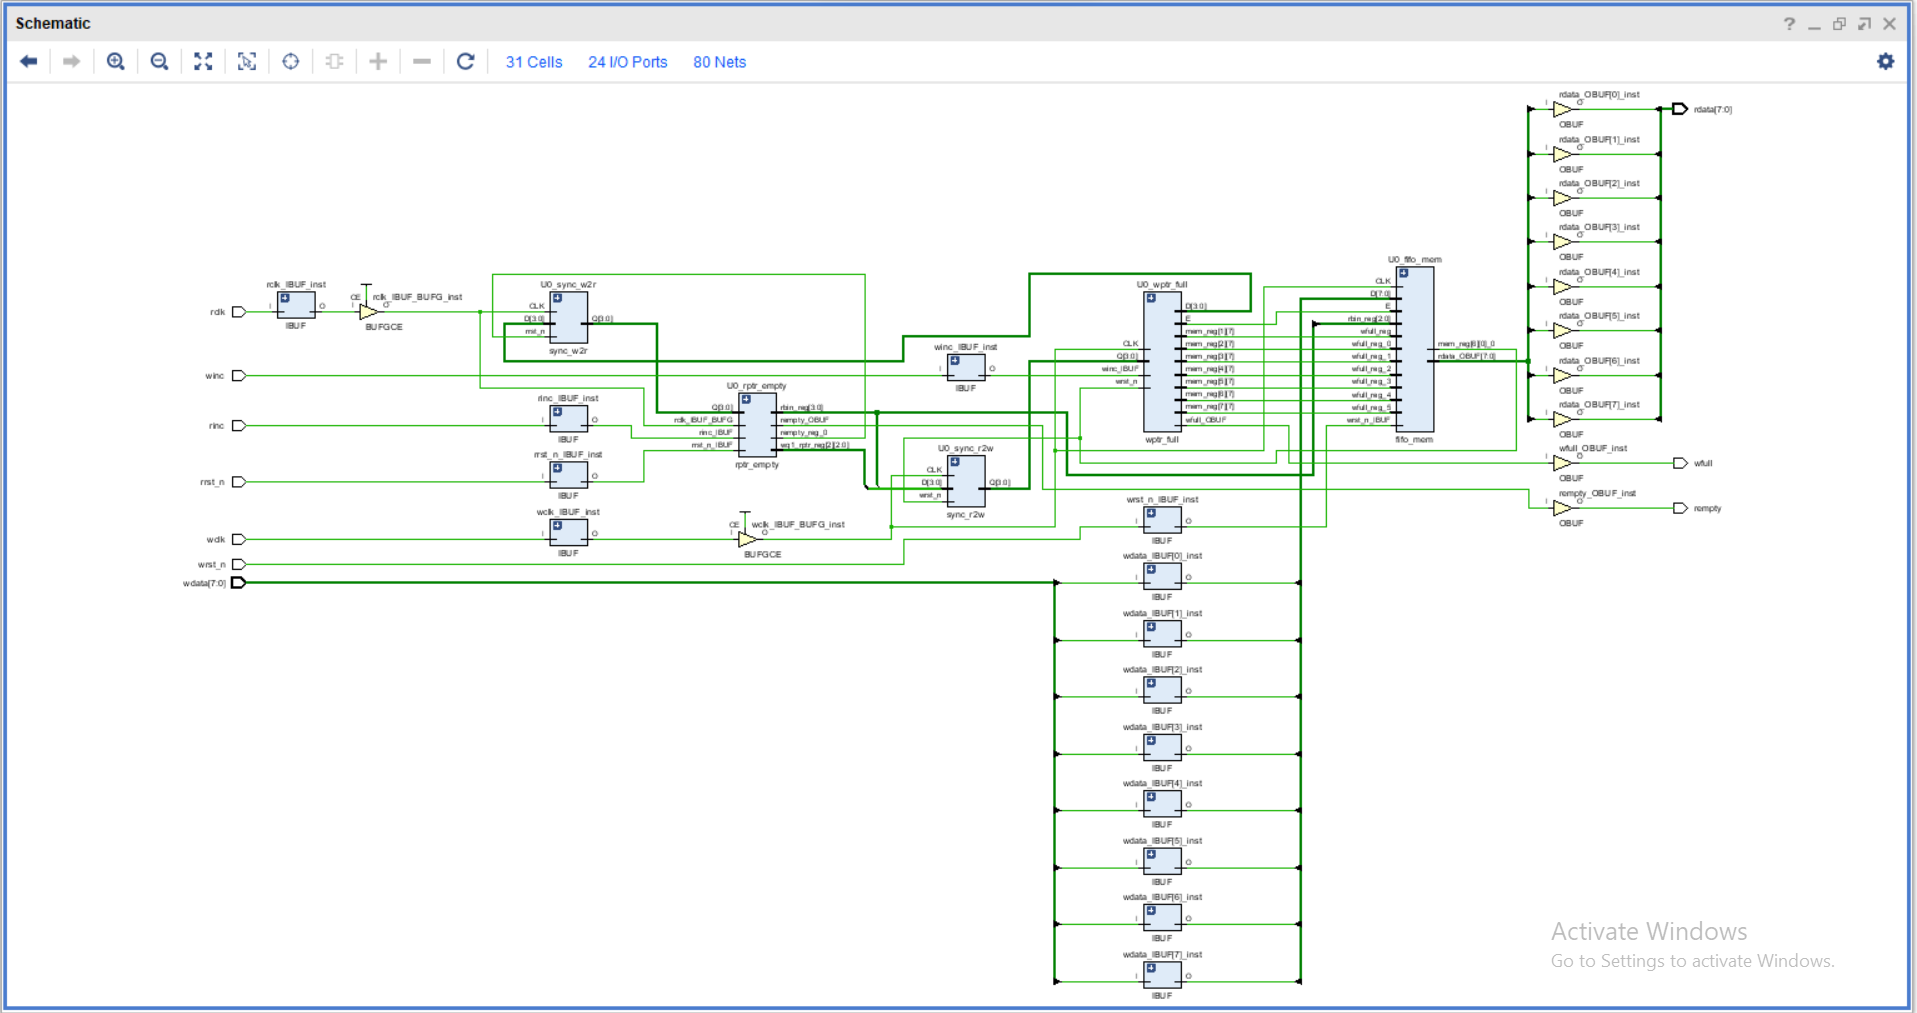 Schematic
31 Cells 24 I/O Ports 80 Nets
rdata_OBUF[0]_inst
I O
OBUF
rdata[7:0]
rdata_OBUF[1]_inst
I O
OBUF
rdata_OBUF[2]_inst
I O
OBUF
rdata_OBUF[3]_inst
I O
OBUF
rdata_OBUF[4]_inst
I O
OBUF
rdata_OBUF[5]_inst
I O
OBUF
rdata_OBUF[6]_inst
I O
OBUF
rdata_OBUF[7]_inst
I O
OBUF
wfull_OBUF_inst
I O
OBUF
wfull
rempty_OBUF_inst
I O
OBUF
rempty
rclk
rclk_IBUF_inst
I O
IBUF
CE rclk_IBUF_BUFG_inst
I O
BUFGCE
U0_sync_w2r
CLK
D[3:0] Q[3:0]
rrst_n
sync_w2r
winc
winc_IBUF_inst
I O
IBUF
rinc
rinc_IBUF_inst
I O
IBUF
rrst_n
rrst_n_IBUF_inst
I O
IBUF
U0_rptr_empty
Q[3:0] rbin_reg[3:0]
rclk_IBUF_BUFG rempty_OBUF
rinc_IBUF rempty_reg_0
rrst_n_IBUF wq1_rptr_reg[2][2:0]
rptr_empty
wclk
wclk_IBUF_inst
I O
IBUF
CE wclk_IBUF_BUFG_inst
I O
BUFGCE
wrst_n
wdata[7:0]
U0_sync_r2w
CLK
D[3:0] Q[3:0]
wrst_n
sync_r2w
U0_wptr_full
D[3:0]
E
mem_reg[1][7]
mem_reg[2][7]
CLK mem_reg[3][7]
Q[3:0] mem_reg[4][7]
winc_IBUF mem_reg[5][7]
wrst_n mem_reg[6][7]
mem_reg[7][7]
wfull_OBUF
wptr_full
U0_fifo_mem
CLK
D[7:0]
E
rbin_reg[2:0]
wfull_reg
wfull_reg_0 mem_reg[6][0]_0
wfull_reg_1 rdata_OBUF[7:0]
wfull_reg_2
wfull_reg_3
wfull_reg_4
wfull_reg_5
wrst_n_IBUF
fifo_mem
wrst_n_IBUF_inst
I O
IBUF
wdata_IBUF[0]_inst
I O
IBUF
wdata_IBUF[1]_inst
I O
IBUF
wdata_IBUF[2]_inst
I O
IBUF
wdata_IBUF[3]_inst
I O
IBUF
wdata_IBUF[4]_inst
I O
IBUF
wdata_IBUF[5]_inst
I O
IBUF
wdata_IBUF[6]_inst
I O
IBUF
wdata_IBUF[7]_inst
I O
IBUF
Activate Windows
Go to Settings to activate Windows.